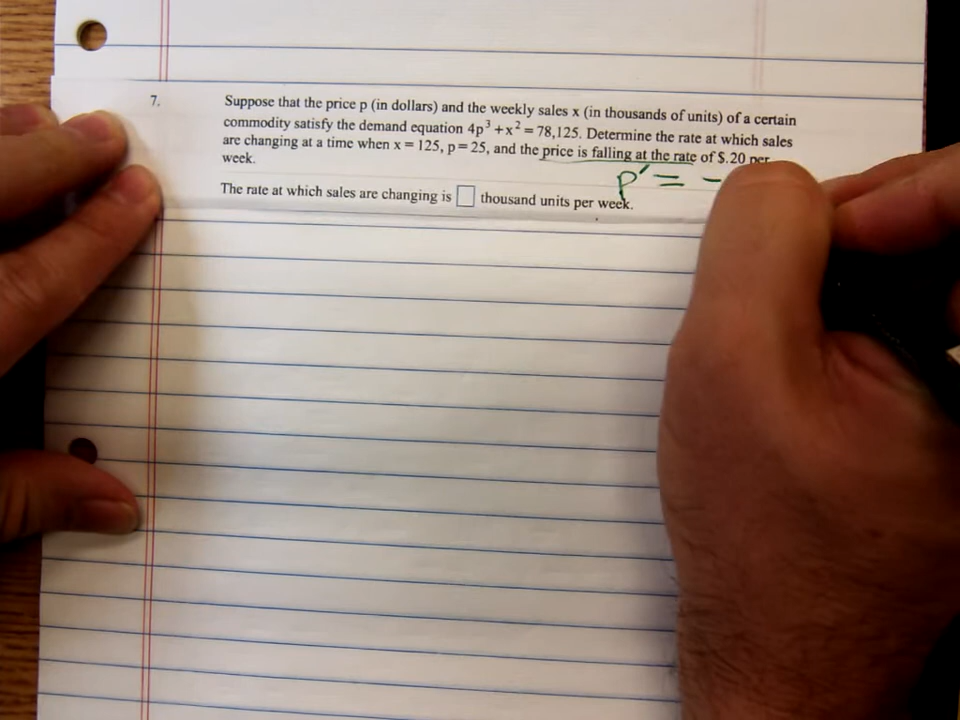 7.
Suppose that the price p (in dollars) and the weekly sales x (in thousands of units) of a certain
commodity satisfy the demand equation 4p³ + x² = 78,125. Determine the rate at which sales
are changing at a time when x = 125, p = 25, and the price is falling at the rate of $.20 per
week.
p′ = -
The rate at which sales are changing is □ thousand units per week.